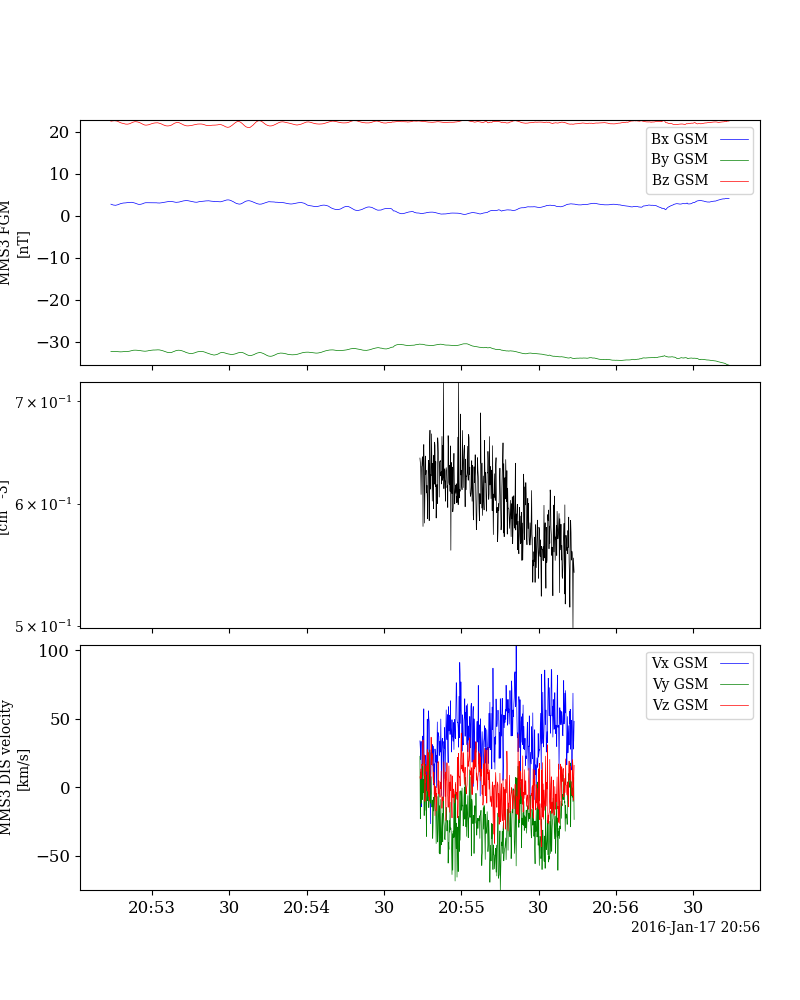 20
10
0
−10
−20
−30
MMS3 FGM
[nT]
Bx GSM
By GSM
Bz GSM
7 × 10⁻¹
6 × 10⁻¹
5 × 10⁻¹
100
50
0
−50
MMS3 DIS velocity
[km/s]
Vx GSM
Vy GSM
Vz GSM
20:53 30 20:54 30 20:55 30 20:56 30
2016-Jan-17 20:56